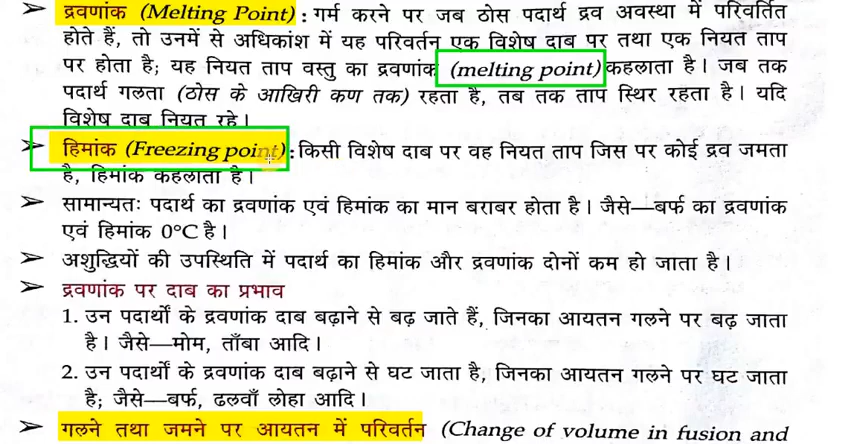 ➢ द्रवणांक (Melting Point) : गर्म करने पर जब ठोस पदार्थ द्रव अवस्था में परिवर्तित
होते हैं, तो उनमें से अधिकांश में यह परिवर्तन एक विशेष दाब पर तथा एक नियत ताप
पर होता है; यह नियत ताप वस्तु का द्रवणांक (melting point) कहलाता है। जब तक
पदार्थ गलता (ठोस के आखिरी कण तक) रहता है, तब तक ताप स्थिर रहता है। यदि
विशेष दाब नियत रहे।
➢ हिमांक (Freezing point) : किसी विशेष दाब पर वह नियत ताप जिस पर कोई द्रव जमता
है, हिमांक कहलाता है।
➢ सामान्यतः पदार्थ का द्रवणांक एवं हिमांक का मान बराबर होता है। जैसे—बर्फ का द्रवणांक
एवं हिमांक 0°C है।
➢ अशुद्धियों की उपस्थिति में पदार्थ का हिमांक और द्रवणांक दोनों कम हो जाता है।
➢ द्रवणांक पर दाब का प्रभाव
1. उन पदार्थों के द्रवणांक दाब बढ़ाने से बढ़ जाते हैं, जिनका आयतन गलने पर बढ़ जाता
है। जैसे—मोम, ताँबा आदि।
2. उन पदार्थों के द्रवणांक दाब बढ़ाने से घट जाता है, जिनका आयतन गलने पर घट जाता
है; जैसे—बर्फ, ढलवाँ लोहा आदि।
➢ गलने तथा जमने पर आयतन में परिवर्तन (Change of volume in fusion and